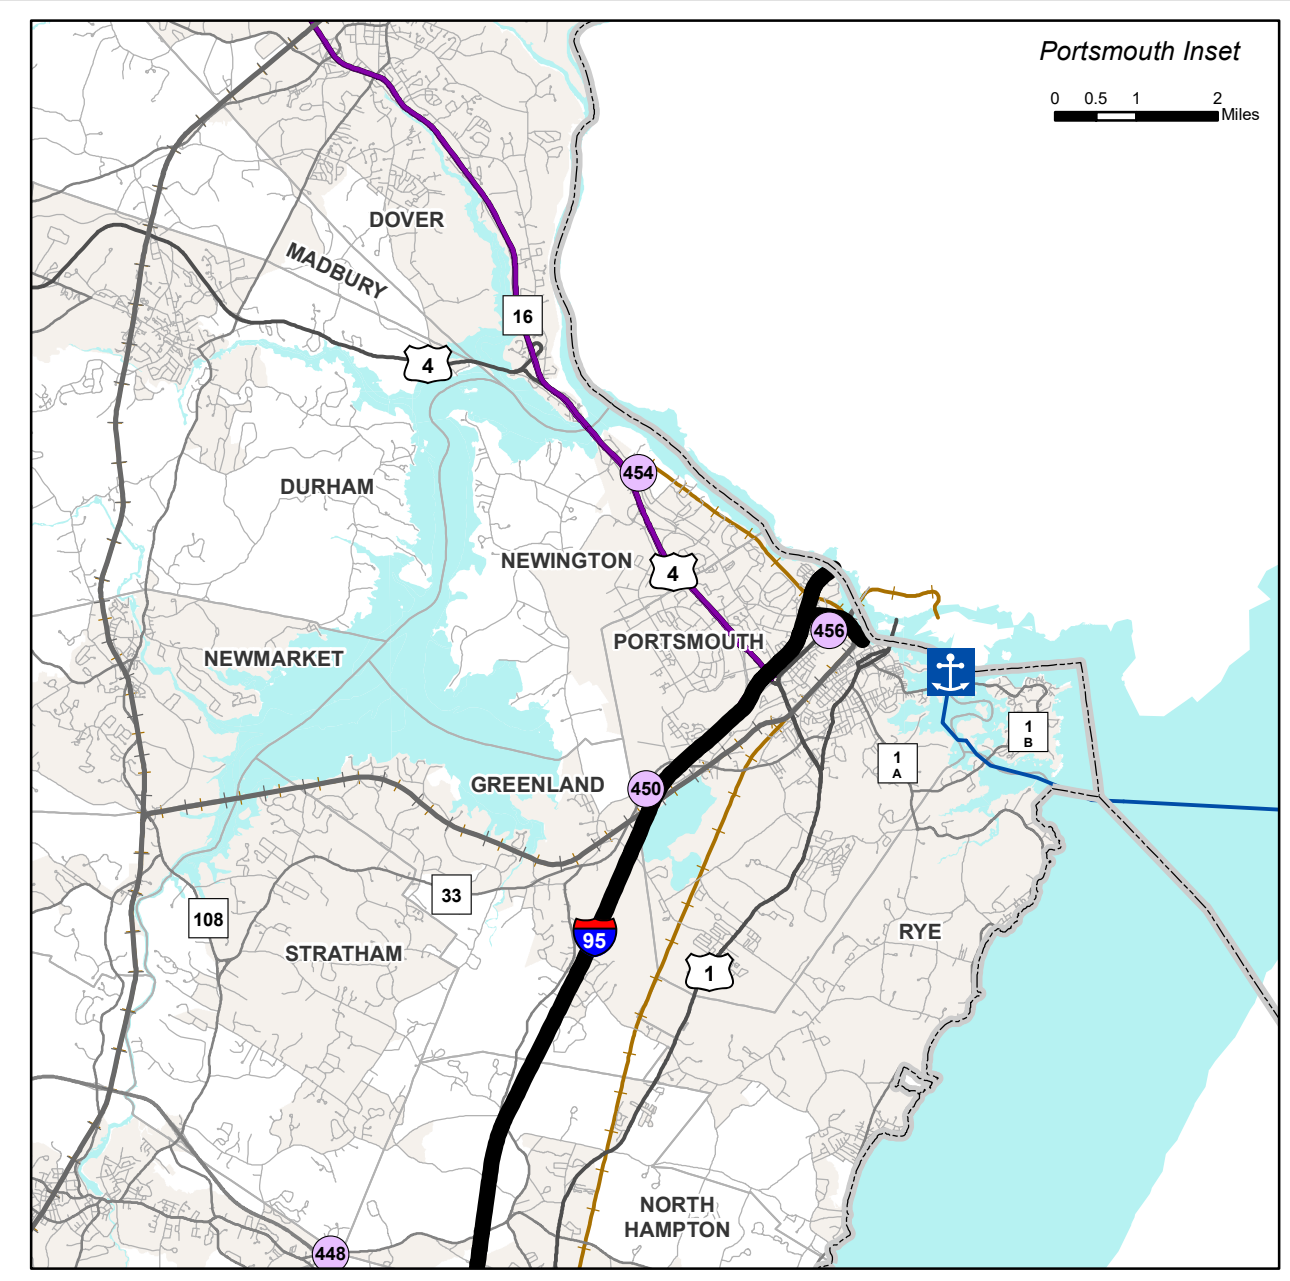 Portsmouth Inset
0 0.5 1 2
Miles
DOVER
MADBURY
16
4
454
DURHAM
NEWINGTON
4
456
PORTSMOUTH
NEWMARKET
1
B
1
A
GREENLAND
450
33
108
RYE
95
STRATHAM
1
NORTH
HAMPTON
448